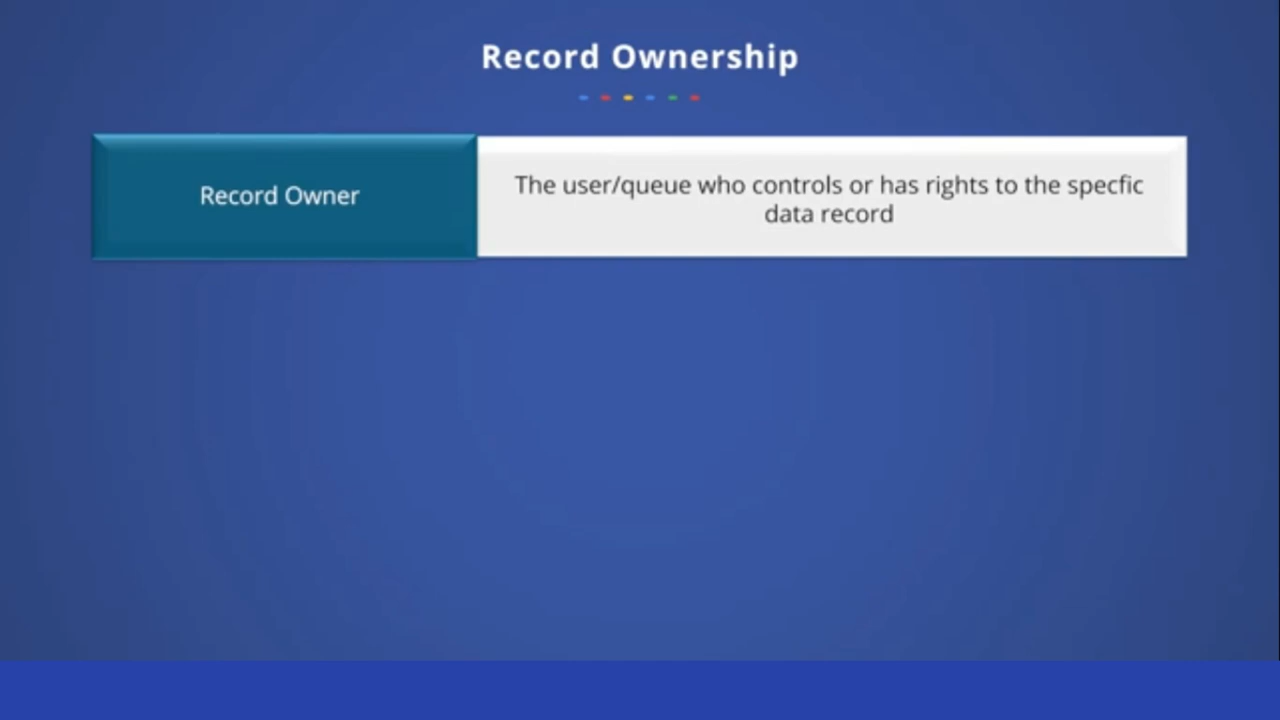 Record Ownership
Record Owner
The user/queue who controls or has rights to the specfic
data record